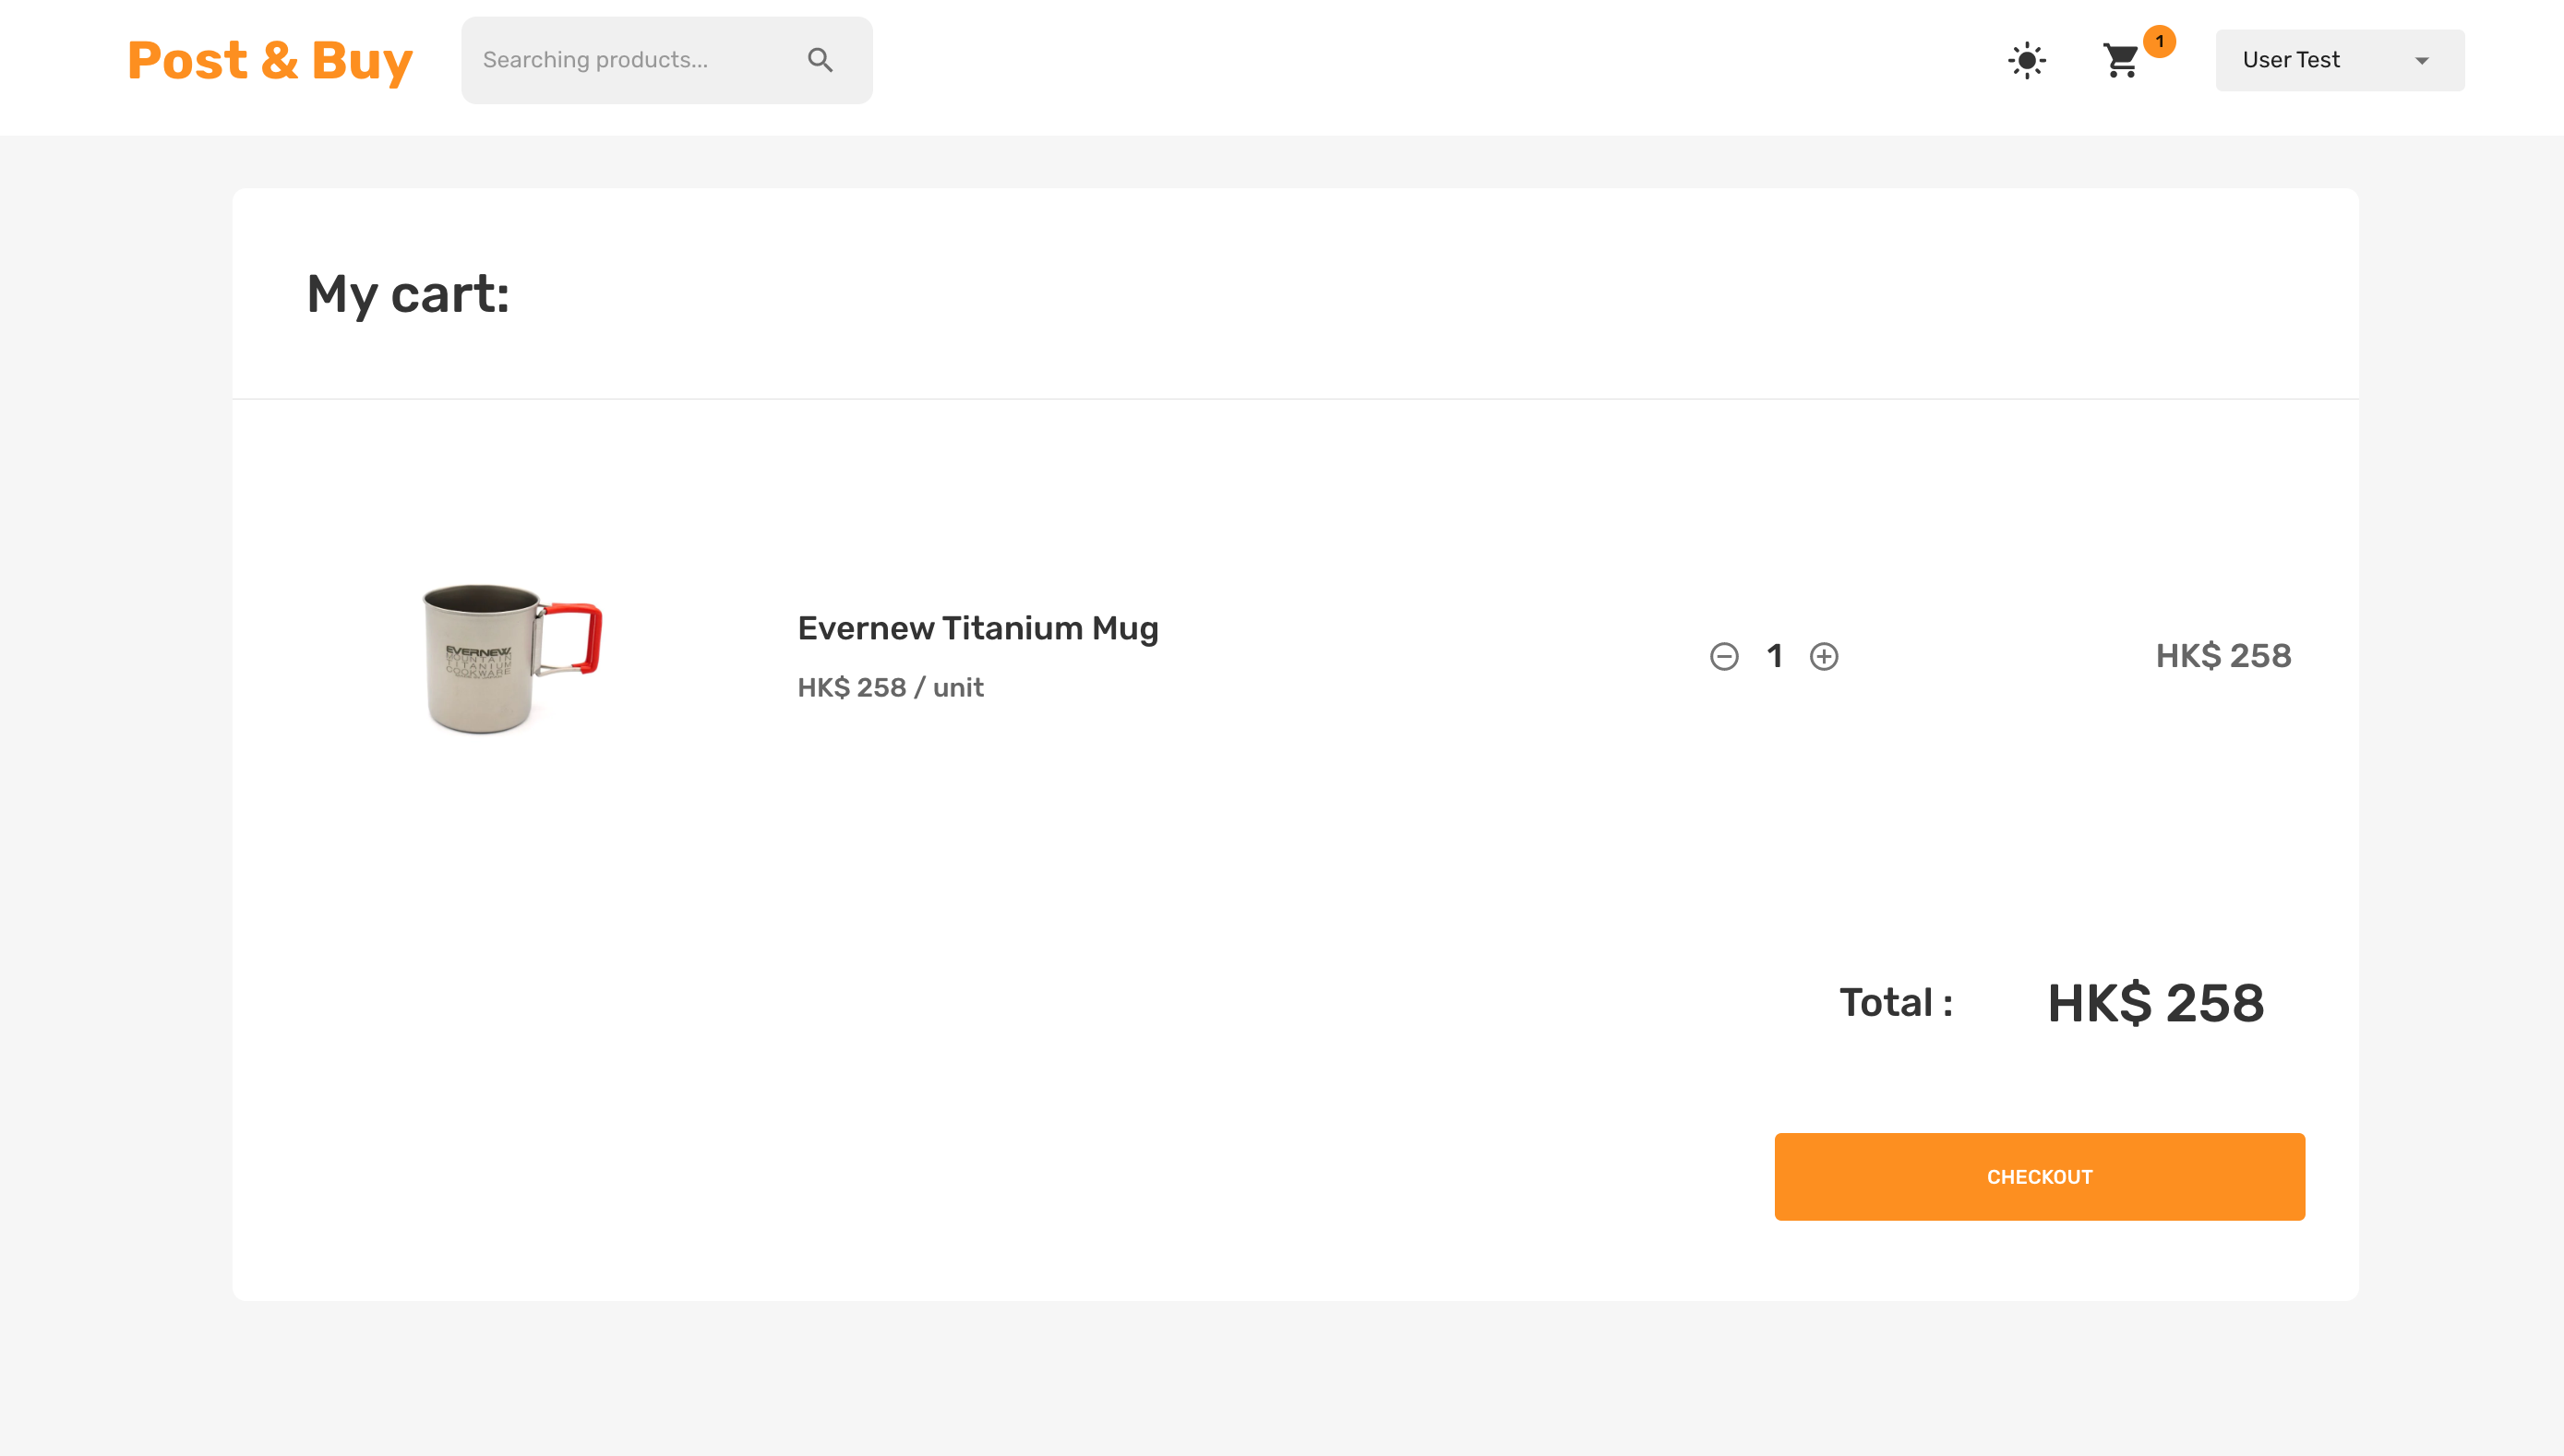 Post & Buy
Searching products...
1
User Test
My cart:
EVERNEW
MOUNTAIN
TITANIUM
COOKWARE
Evernew Titanium Mug
HK$ 258 / unit
1
HK$ 258
Total :
HK$ 258
CHECKOUT